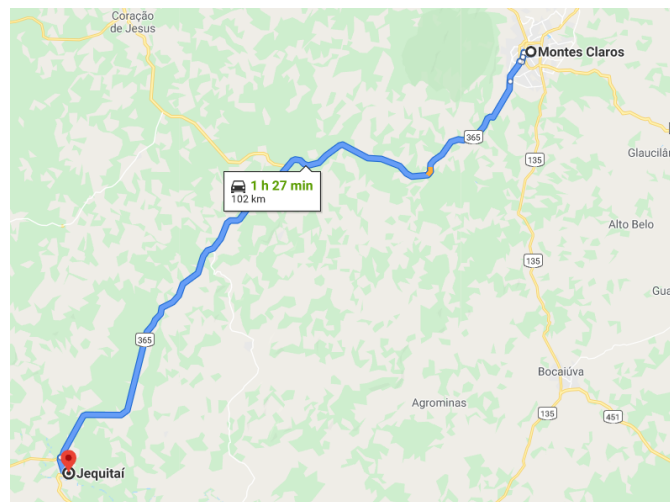 Coração
de Jesus
Montes Claros
365
135
Glaucilân
1 h 27 min
102 km
Alto Belo
135
Gua
365
Bocaiúva
Agrominas
135
451
Jequitaí